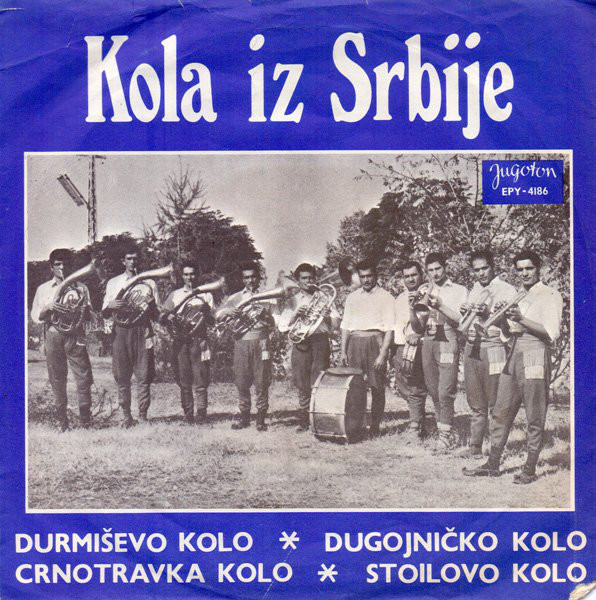 Kola iz Srbije
Jugoton
EPY-4186
DURMIŠEVO KOLO * DUGOJNIČKO KOLO
CRNOTRAVKA KOLO * STOILOVO KOLO